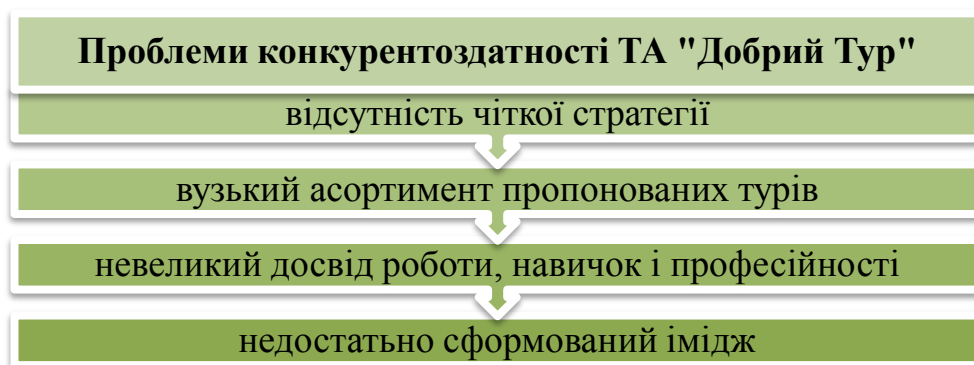 Проблеми конкурентоздатності ТА "Добрий Тур"
відсутність чіткої стратегії
вузький асортимент пропонованих турів
невеликий досвід роботи, навичок і професійності
недостатьно сформований імідж